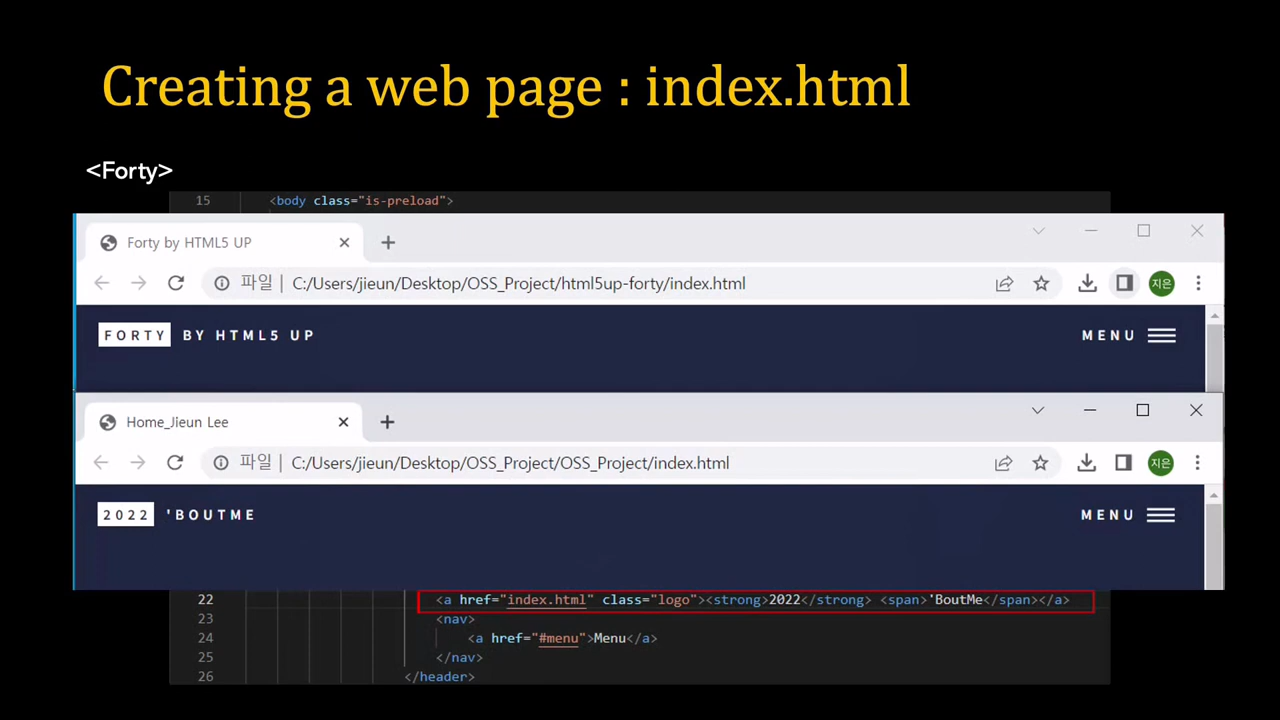 Creating a web page : index.html
<Forty>
15 <body class="is-preload">
Forty by HTML5 UP
파일 | C:/Users/jieun/Desktop/OSS_Project/html5up-forty/index.html
지은
FORTY BY HTML5 UP
MENU
Home_Jieun Lee
파일 | C:/Users/jieun/Desktop/OSS_Project/OSS_Project/index.html
지은
2022 'BOUTME
MENU
22 <a href="index.html" class="logo"><strong>2022</strong> <span>'BoutMe</span></a>
23 <nav>
24 <a href="#menu">Menu</a>
25 </nav>
26 </header>